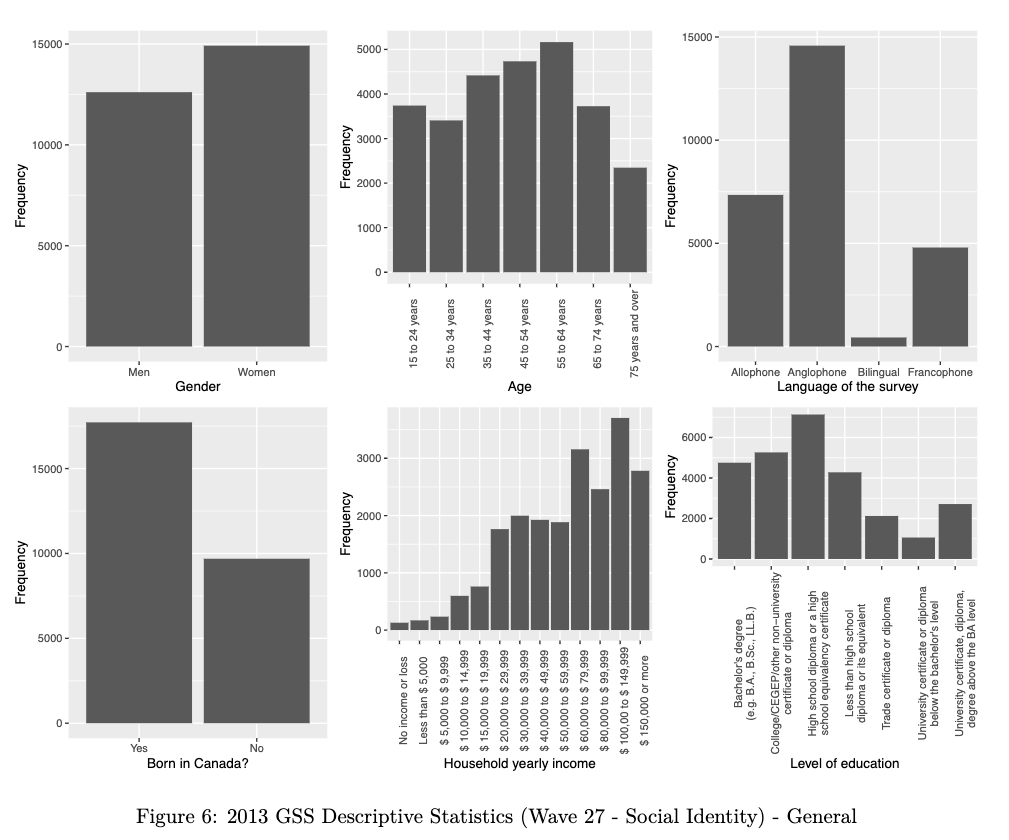 15000
10000
5000
0
Frequency
Men
Women
Gender
5000
4000
3000
2000
1000
0
Frequency
15 to 24 years
25 to 34 years
35 to 44 years
45 to 54 years
55 to 64 years
65 to 74 years
75 years and over
Age
15000
10000
5000
0
Frequency
Allophone
Anglophone
Bilingual
Francophone
Language of the survey
15000
10000
5000
0
Frequency
Yes
No
Born in Canada?
3000
2000
1000
0
Frequency
No income or loss
Less than $ 5,000
$ 5,000 to $ 9,999
$ 10,000 to $ 14,999
$ 15,000 to $ 19,999
$ 20,000 to $ 29,999
$ 30,000 to $ 39,999
$ 40,000 to $ 49,999
$ 50,000 to $ 59,999
$ 60,000 to $ 79,999
$ 80,000 to $ 99,999
$ 100,00 to $ 149,999
$ 150,000 or more
Household yearly income
6000
4000
2000
0
Frequency
Bachelor's degree
(e.g. B.A., B.Sc., LL.B.)
College/CEGEP/other non−university
certificate or diploma
High school diploma or a high
school equivalency certificate
Less than high school
diploma or its equivalent
Trade certificate or diploma
University certificate or diploma
below the bachelor's level
University certificate, diploma,
degree above the BA level
Level of education
Figure 6: 2013 GSS Descriptive Statistics (Wave 27 - Social Identity) - General